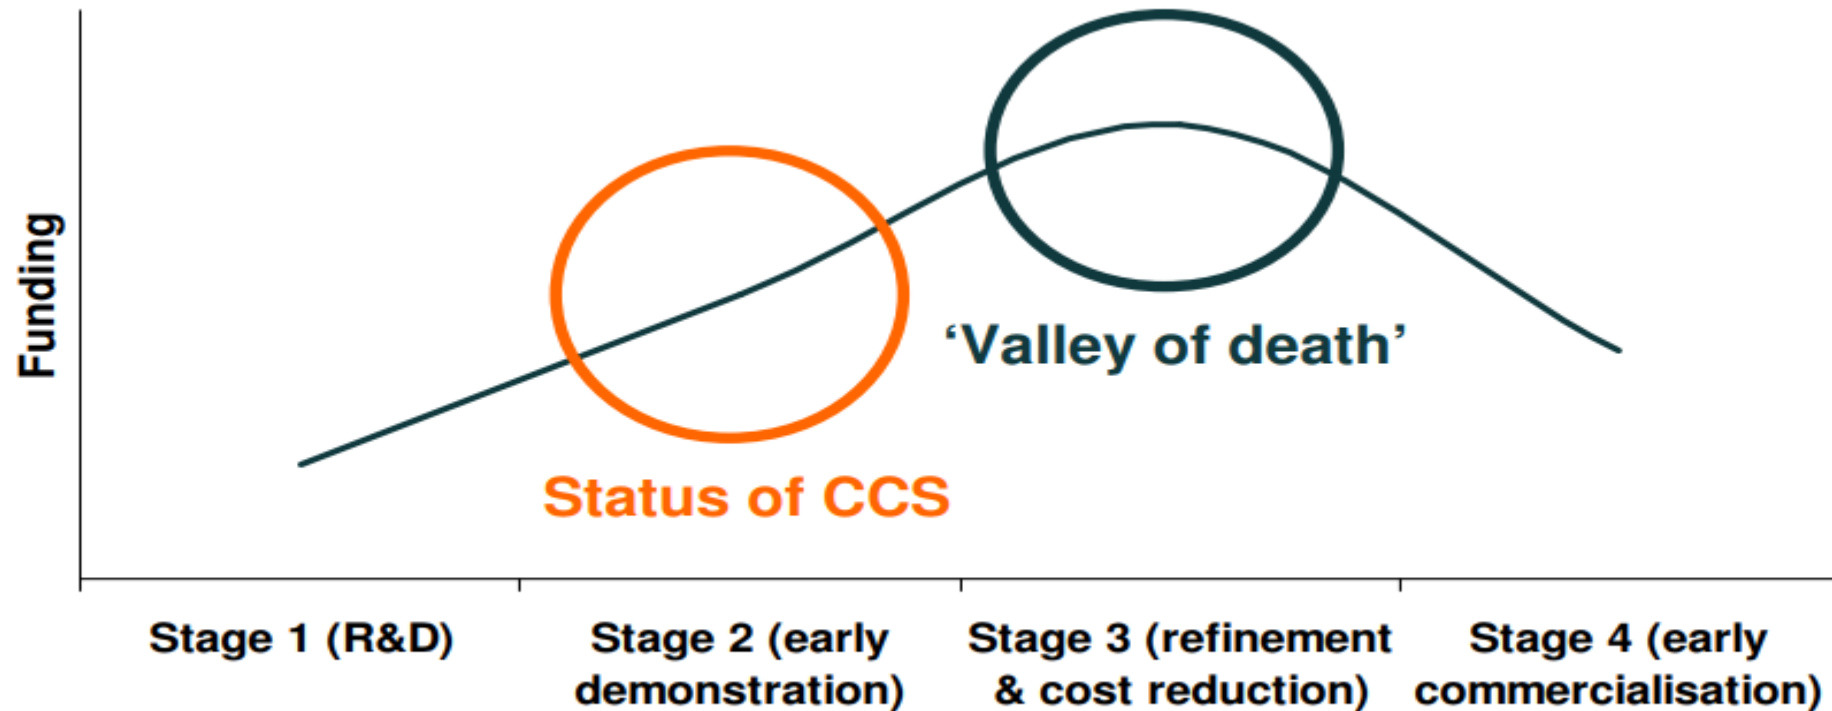 Funding
‘Valley of death’
Status of CCS
Stage 1 (R&D)
Stage 2 (early
demonstration)
Stage 3 (refinement
& cost reduction)
Stage 4 (early
commercialisation)